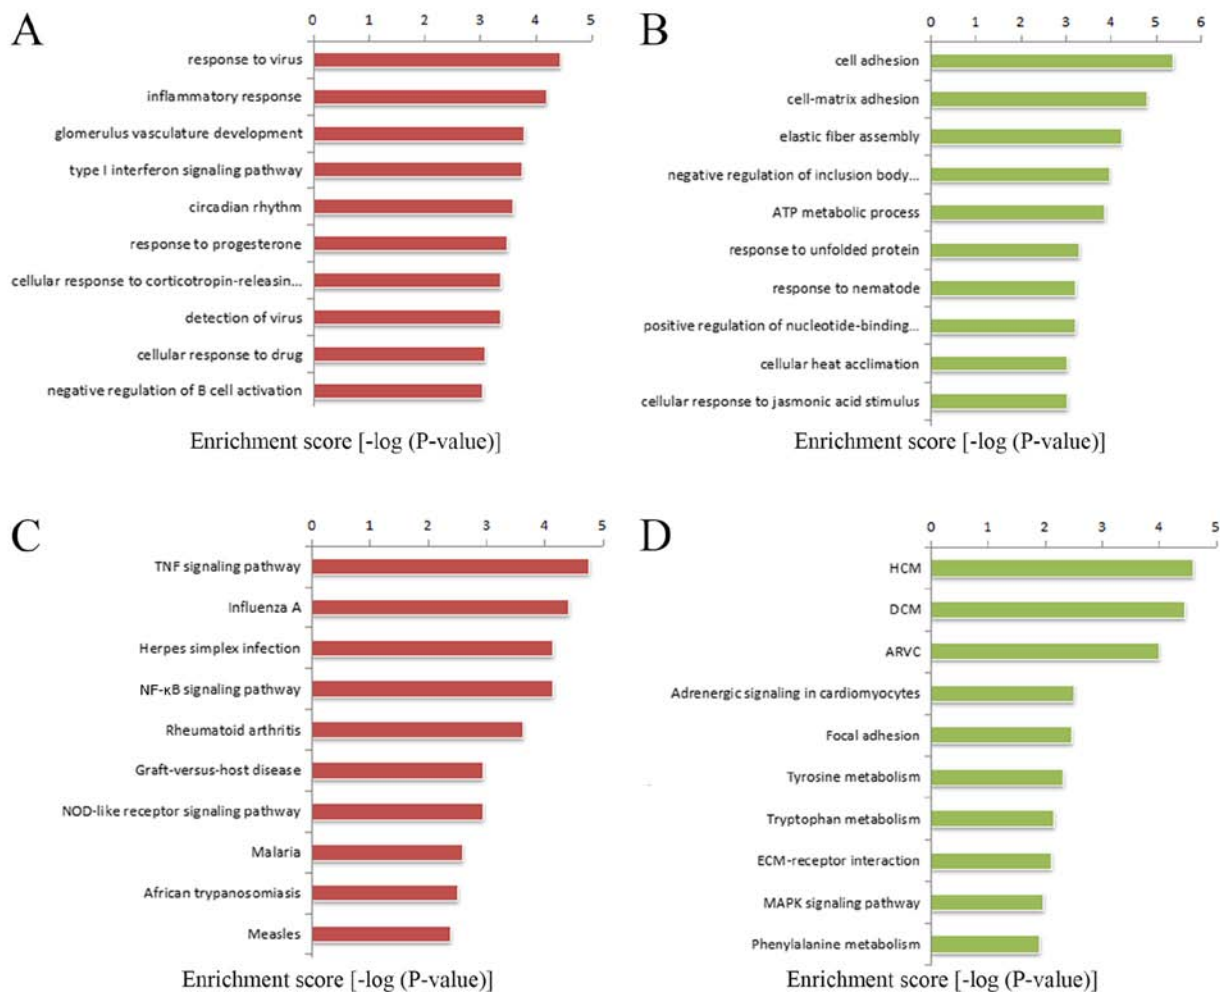 A
0 1 2 3 4 5
response to virus
inflammatory response
glomerulus vasculature development
type I interferon signaling pathway
circadian rhythm
response to progesterone
cellular response to corticotropin-releasin...
detection of virus
cellular response to drug
negative regulation of B cell activation
Enrichment score [-log (P-value)]
B
0 1 2 3 4 5 6
cell adhesion
cell-matrix adhesion
elastic fiber assembly
negative regulation of inclusion body...
ATP metabolic process
response to unfolded protein
response to nematode
positive regulation of nucleotide-binding...
cellular heat acclimation
cellular response to jasmonic acid stimulus
Enrichment score [-log (P-value)]
C
0 1 2 3 4 5
TNF signaling pathway
Influenza A
Herpes simplex infection
NF-κB signaling pathway
Rheumatoid arthritis
Graft-versus-host disease
NOD-like receptor signaling pathway
Malaria
African trypanosomiasis
Measles
Enrichment score [-log (P-value)]
D
0 1 2 3 4 5
HCM
DCM
ARVC
Adrenergic signaling in cardiomyocytes
Focal adhesion
Tyrosine metabolism
Tryptophan metabolism
ECM-receptor interaction
MAPK signaling pathway
Phenylalanine metabolism
Enrichment score [-log (P-value)]